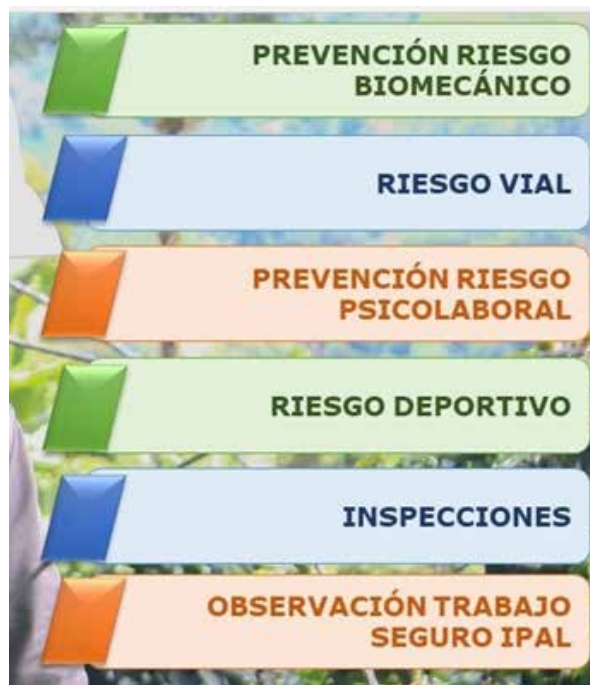 PREVENCIÓN RIESGO
BIOMECÁNICO
RIESGO VIAL
PREVENCIÓN RIESGO
PSICOLABORAL
RIESGO DEPORTIVO
INSPECCIONES
OBSERVACIÓN TRABAJO
SEGURO IPAL